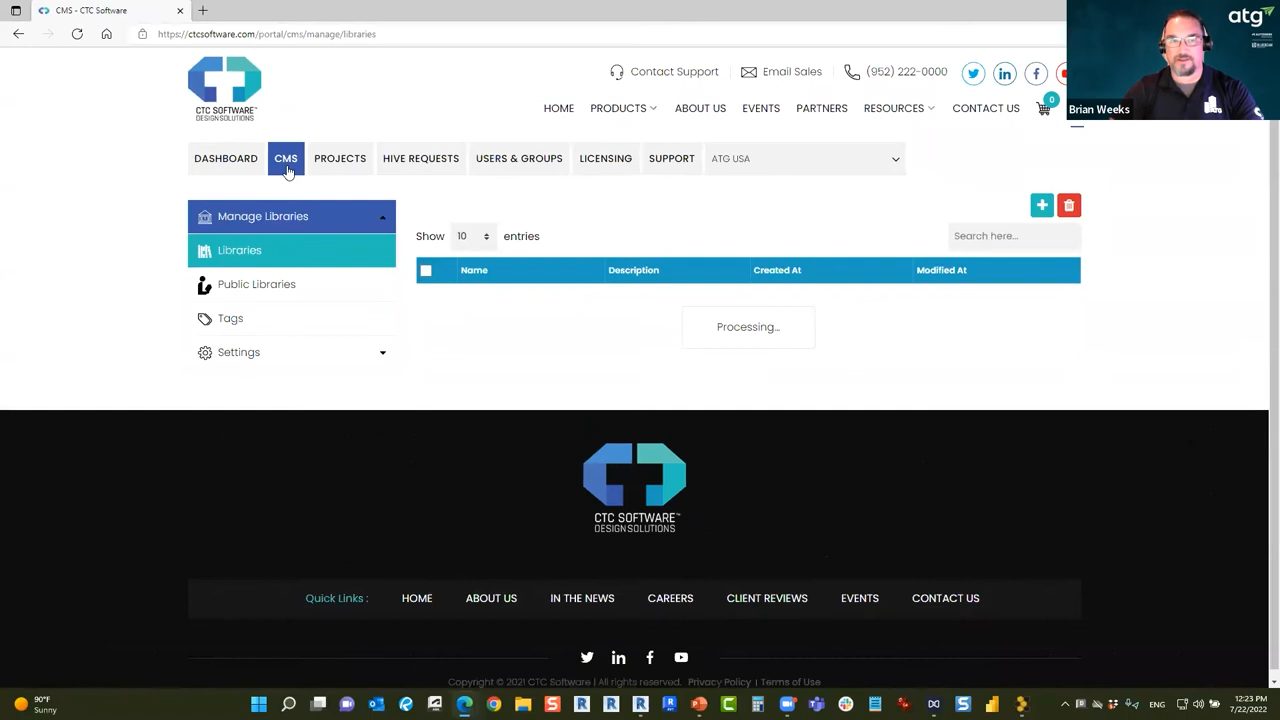 CMS - CTC Software
https://ctcsoftware.com/portal/cms/manage/libraries
atg
Brian Weeks
CTC SOFTWARE™
DESIGN SOLUTIONS
Contact Support
Email Sales
(952) 222-0000
HOME PRODUCTS ABOUT US EVENTS PARTNERS RESOURCES CONTACT US 0
DASHBOARD CMS PROJECTS HIVE REQUESTS USERS & GROUPS LICENSING SUPPORT ATG USA
Manage Libraries
Libraries
Public Libraries
Tags
Settings
Show 10 entries
Search here...
Name Description Created At Modified At
Processing...
CTC SOFTWARE™
DESIGN SOLUTIONS
Quick Links : HOME ABOUT US IN THE NEWS CAREERS CLIENT REVIEWS EVENTS CONTACT US
Copyright © 2021 CTC Software | All rights reserved. Privacy Policy | Terms of Use
90°F
Sunny
ENG
12:23 PM
7/22/2022